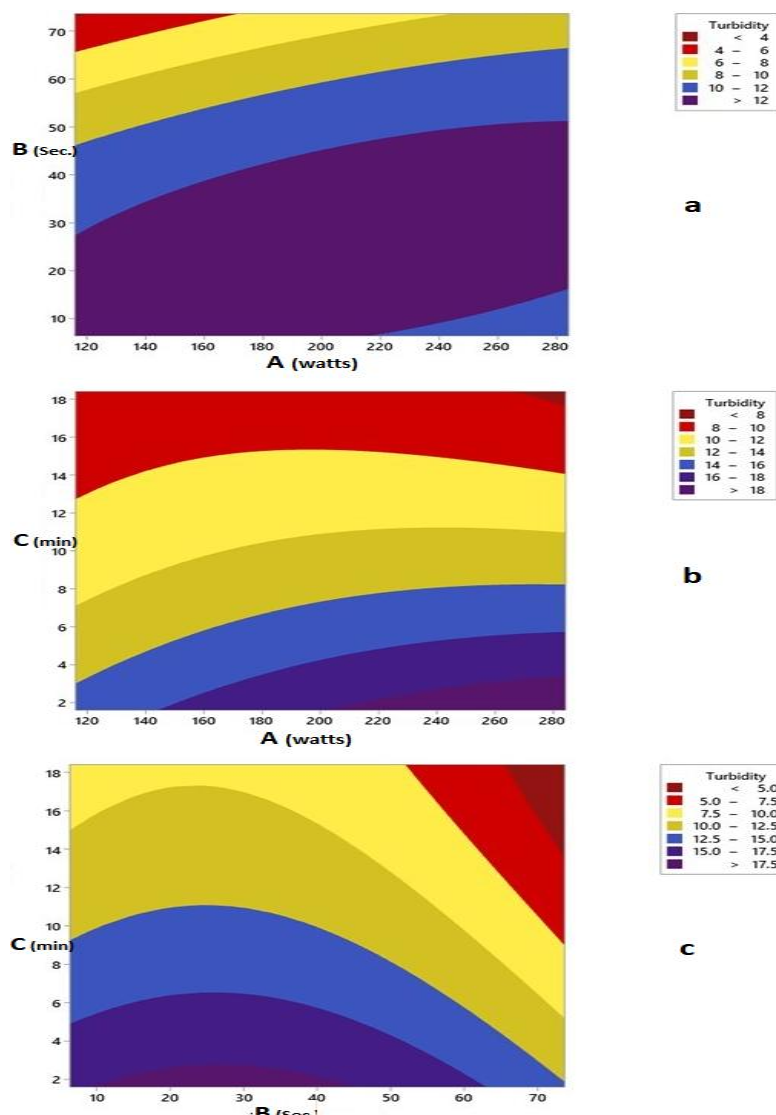 Turbidity
< 4
4 – 6
6 – 8
8 – 10
10 – 12
> 12
70
60
50
B (Sec.)
40
30
20
10
a
120 140 160 180 200 220 240 260 280
A (watts)
Turbidity
< 8
8 – 10
10 – 12
12 – 14
14 – 16
16 – 18
> 18
18
16
14
12
C (min)
10
8
6
4
2
b
120 140 160 180 200 220 240 260 280
A (watts)
Turbidity
< 5.0
5.0 – 7.5
7.5 – 10.0
10.0 – 12.5
12.5 – 15.0
15.0 – 17.5
> 17.5
18
16
14
12
10
C (min)
8
6
4
2
c
10 20 30 40 50 60 70
B (Sec.